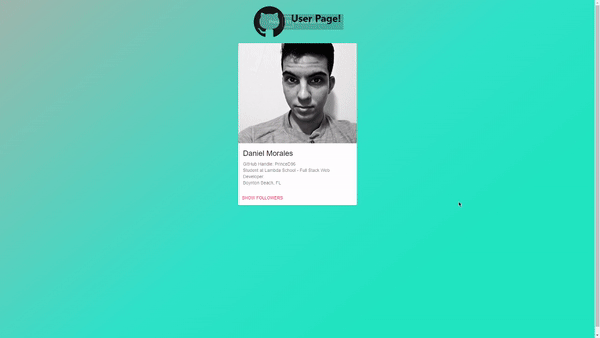 User Page!
Daniel Morales
GitHub Handle: PrinceD96
Student at Lambda School - Full Stack Web
Developer
Boynton Beach, FL
SHOW FOLLOWERS